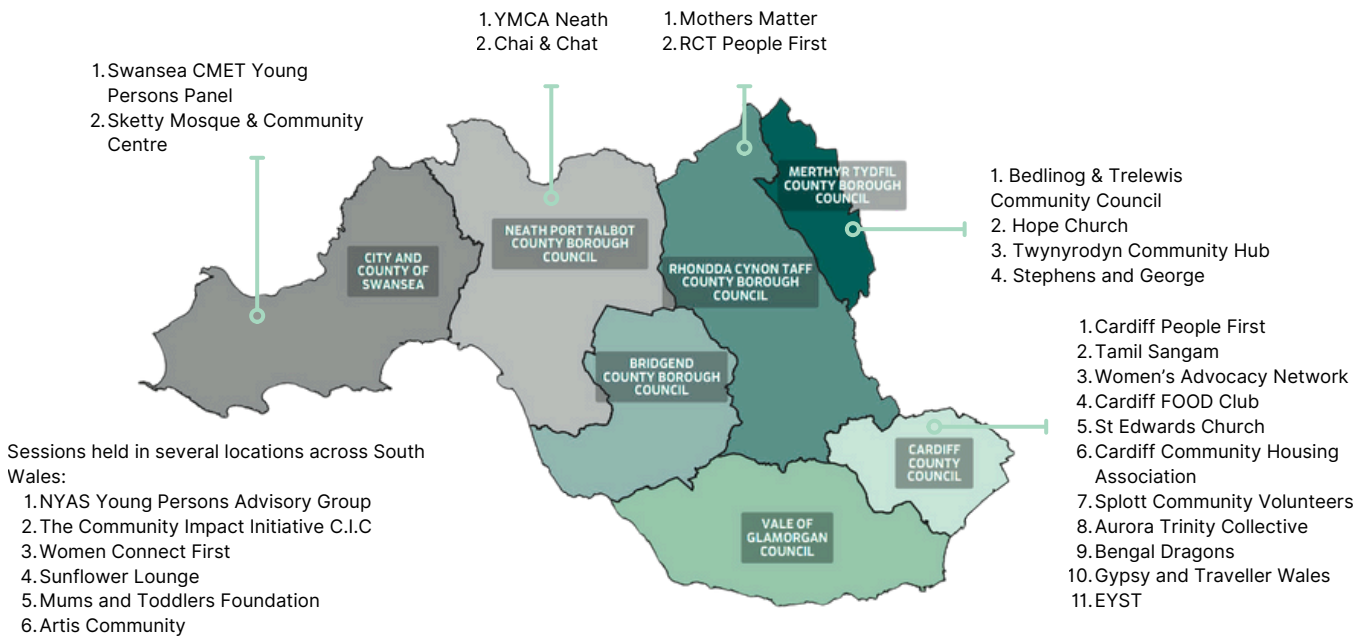 1. YMCA Neath
2. Chai & Chat
1. Mothers Matter
2. RCT People First
1. Swansea CMET Young
Persons Panel
2. Sketty Mosque & Community
Centre
MERTHYR TYDFIL
COUNTY BOROUGH
COUNCIL
1. Bedlinog & Trelewis
Community Council
2. Hope Church
3. Twynyrodyn Community Hub
4. Stephens and George
NEATH PORT TALBOT
COUNTY BOROUGH
COUNCIL
CITY AND
COUNTY OF
SWANSEA
RHONDDA CYNON TAFF
COUNTY BOROUGH
COUNCIL
BRIDGEND
COUNTY BOROUGH
COUNCIL
1. Cardiff People First
2. Tamil Sangam
3. Women's Advocacy Network
4. Cardiff FOOD Club
5. St Edwards Church
6. Cardiff Community Housing
Association
7. Splott Community Volunteers
8. Aurora Trinity Collective
9. Bengal Dragons
10. Gypsy and Traveller Wales
11. EYST
CARDIFF
COUNTY
COUNCIL
VALE OF
GLAMORGAN
COUNCIL
Sessions held in several locations across South
Wales:
1. NYAS Young Persons Advisory Group
2. The Community Impact Initiative C.I.C
3. Women Connect First
4. Sunflower Lounge
5. Mums and Toddlers Foundation
6. Artis Community